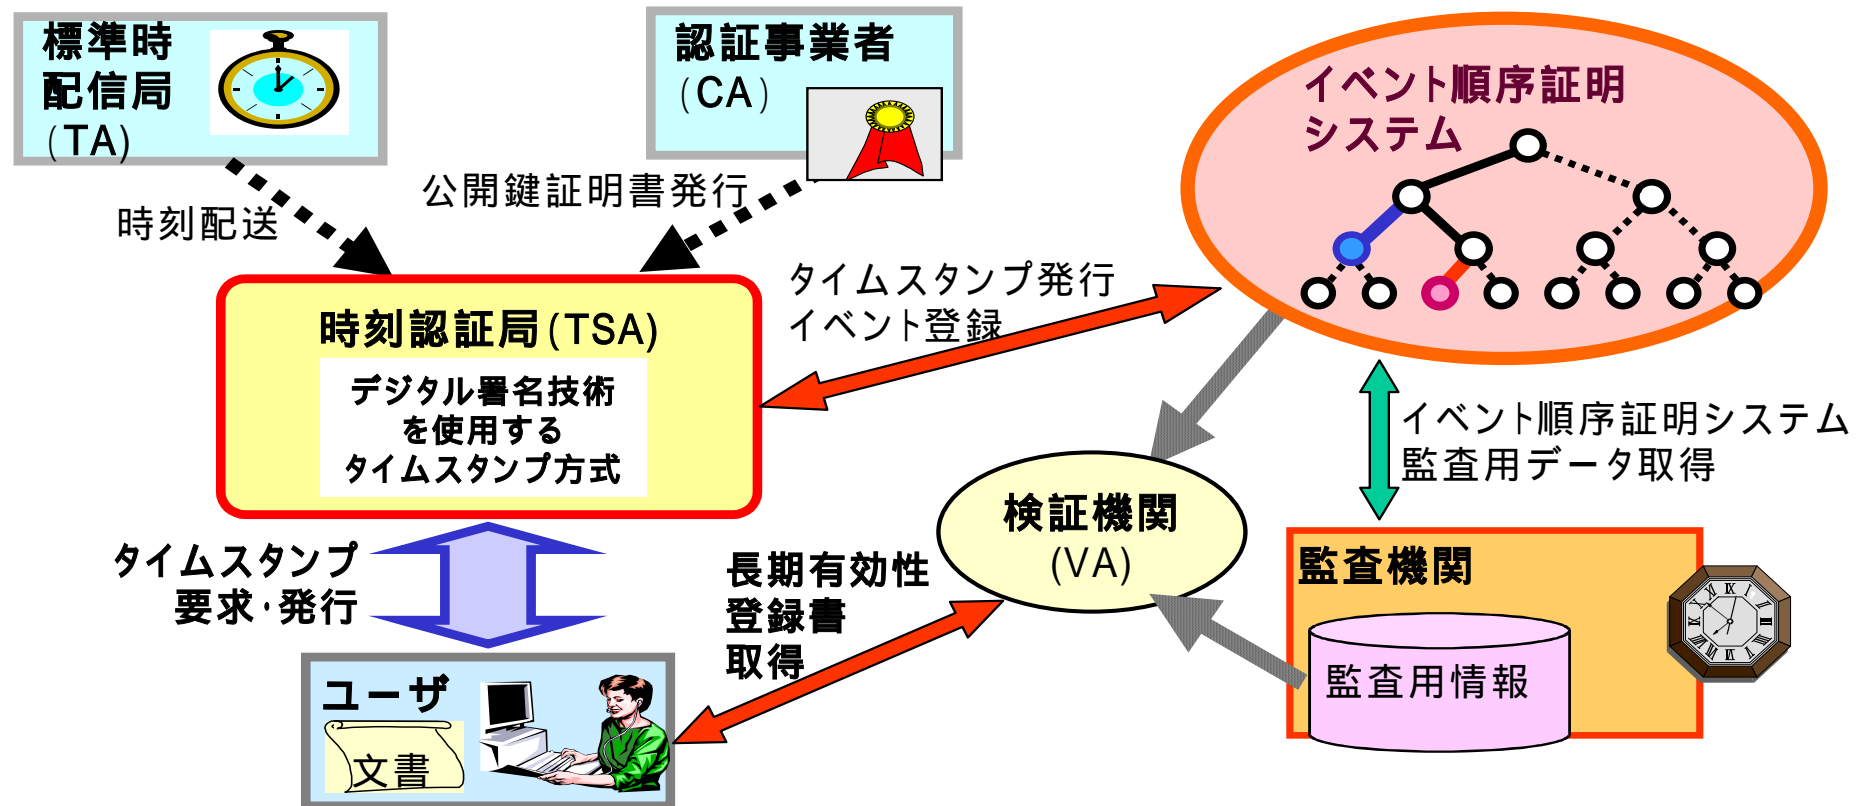 標準時
配信局
(TA)
認証事業者
(CA)
イベント順序証明
システム
公開鍵証明書発行
時刻配送
タイムスタンプ発行
イベント登録
時刻認証局(TSA)
デジタル署名技術
を使用する
タイムスタンプ方式
イベント順序証明システム
監査用データ取得
検証機関
(VA)
タイムスタンプ
要求・発行
長期有効性
登録書
取得
監査機関
監査用情報
ユーザ
文書